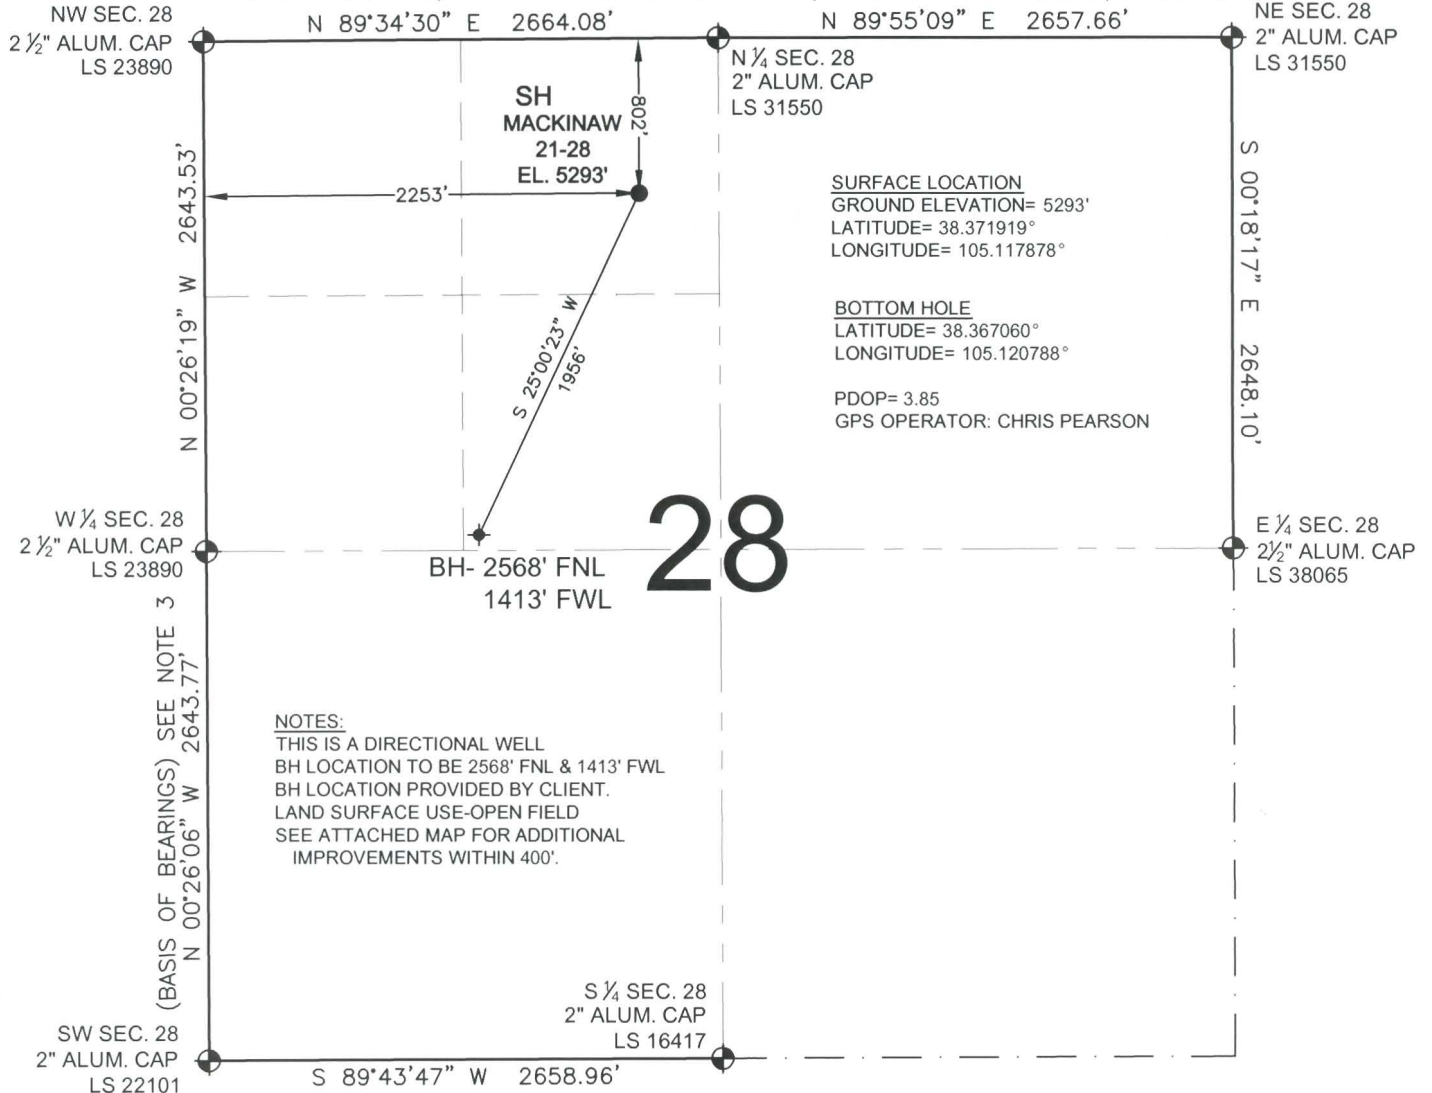 NW SEC. 28
2 ½" ALUM. CAP
LS 23890
N 89°34'30" E 2664.08'
N 89°55'09" E 2657.66'
NE SEC. 28
2" ALUM. CAP
LS 31550
N ¼ SEC. 28
2" ALUM. CAP
LS 31550
SH
MACKINAW
21-28
EL. 5293'
802'
2253'
N 00°26'19" W 2643.53'
S 00°18'17" E 2648.10'
SURFACE LOCATION
GROUND ELEVATION= 5293'
LATITUDE= 38.371919°
LONGITUDE= 105.117878°
BOTTOM HOLE
LATITUDE= 38.367060°
LONGITUDE= 105.120788°
PDOP= 3.85
GPS OPERATOR: CHRIS PEARSON
S 25°00'23" W
1956'
W ¼ SEC. 28
2 ½" ALUM. CAP
LS 23890
28
E ¼ SEC. 28
2½" ALUM. CAP
LS 38065
BH- 2568' FNL
1413' FWL
(BASIS OF BEARINGS) SEE NOTE 3
N 00°26'06" W 2643.77'
NOTES:
THIS IS A DIRECTIONAL WELL
BH LOCATION TO BE 2568' FNL & 1413' FWL
BH LOCATION PROVIDED BY CLIENT.
LAND SURFACE USE-OPEN FIELD
SEE ATTACHED MAP FOR ADDITIONAL
IMPROVEMENTS WITHIN 400'.
S ¼ SEC. 28
2" ALUM. CAP
LS 16417
SW SEC. 28
2" ALUM. CAP
LS 22101
S 89°43'47" W 2658.96'